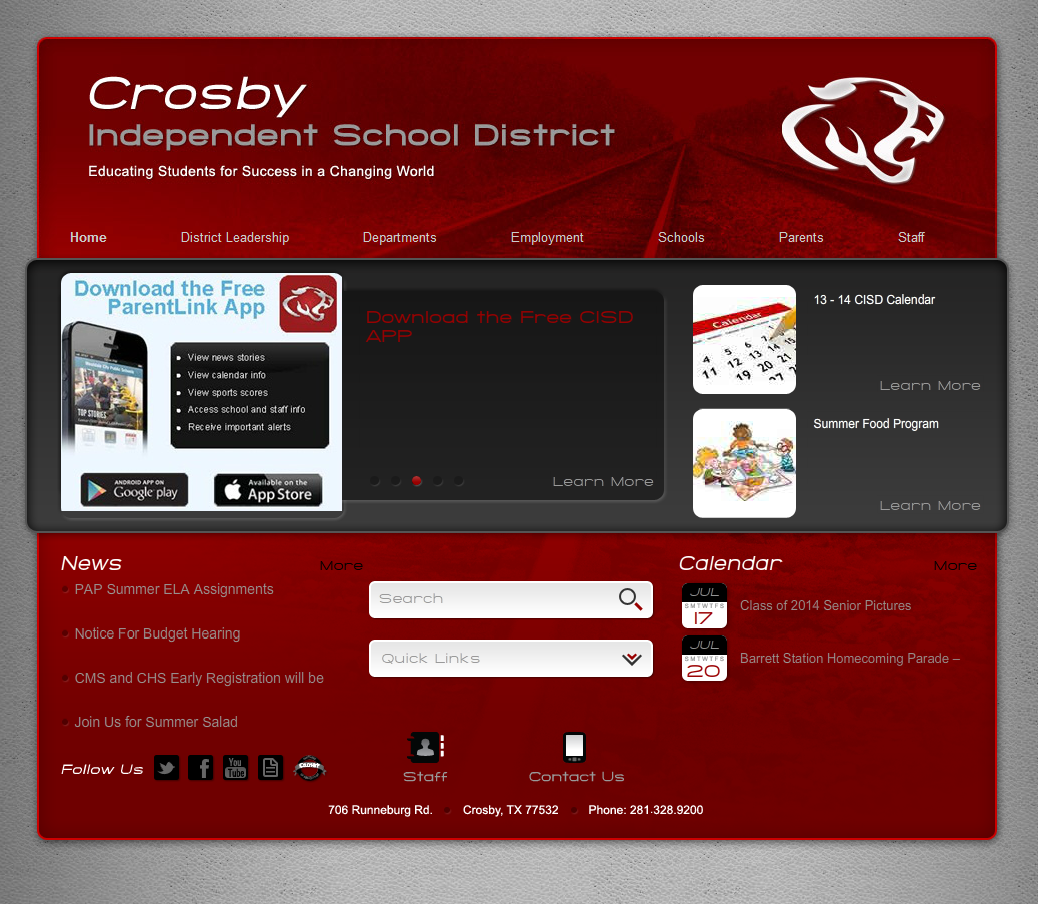 Crosby
Independent School District
Educating Students for Success in a Changing World
Home District Leadership Departments Employment Schools Parents Staff
Download the Free
ParentLink App
View news stories
View calendar info
View sports scores
Access school and staff info
Receive important alerts
TOP STORIES
ANDROID APP ON
Google play
Available on the
App Store
Download the Free CISD
APP
Learn More
Calendar
13 - 14 CISD Calendar
Learn More
Summer Food Program
Learn More
News
More
PAP Summer ELA Assignments
Notice For Budget Hearing
CMS and CHS Early Registration will be
Join Us for Summer Salad
Follow Us
You
Tube
CROSBY
Search
Quick Links
Staff
Contact Us
Calendar
More
JUL
S M T W T F S
17
Class of 2014 Senior Pictures
JUL
S M T W T F S
20
Barrett Station Homecoming Parade –
706 Runneburg Rd. Crosby, TX 77532 Phone: 281.328.9200